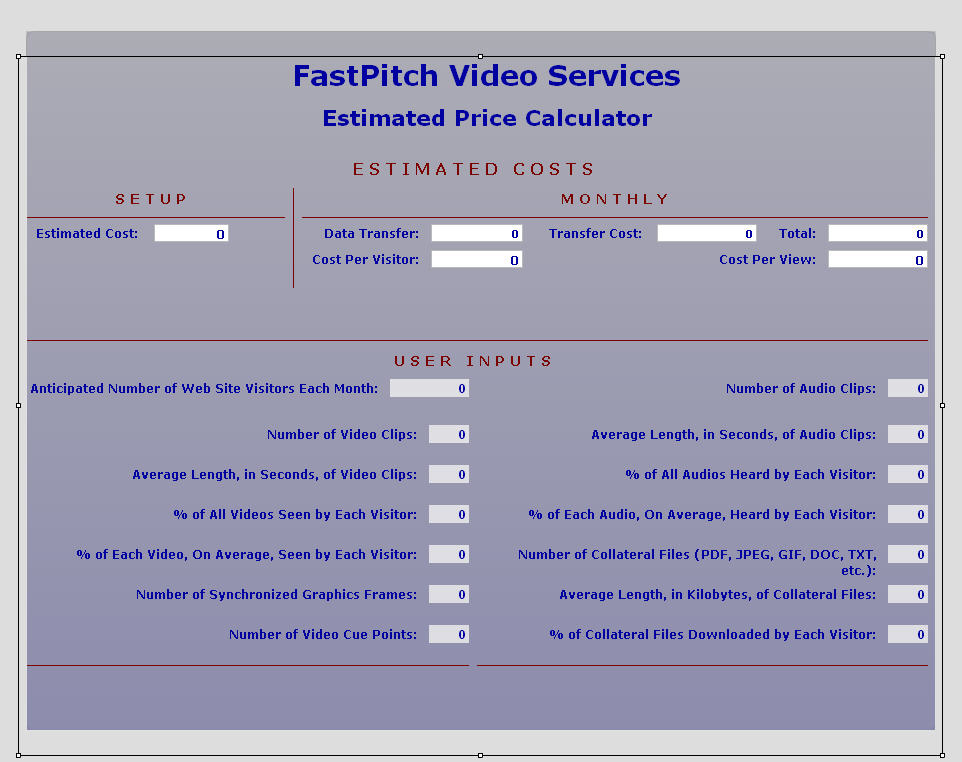 FastPitch Video Services
Estimated Price Calculator
ESTIMATED COSTS
SETUP
MONTHLY
Estimated Cost: 0
Data Transfer: 0 Transfer Cost: 0 Total: 0
Cost Per Visitor: 0 Cost Per View: 0
USER INPUTS
Anticipated Number of Web Site Visitors Each Month: 0 Number of Audio Clips: 0
Number of Video Clips: 0 Average Length, in Seconds, of Audio Clips: 0
Average Length, in Seconds, of Video Clips: 0 % of All Audios Heard by Each Visitor: 0
% of All Videos Seen by Each Visitor: 0 % of Each Audio, On Average, Heard by Each Visitor: 0
% of Each Video, On Average, Seen by Each Visitor: 0 Number of Collateral Files (PDF, JPEG, GIF, DOC, TXT, 0
etc.):
Number of Synchronized Graphics Frames: 0 Average Length, in Kilobytes, of Collateral Files: 0
Number of Video Cue Points: 0 % of Collateral Files Downloaded by Each Visitor: 0